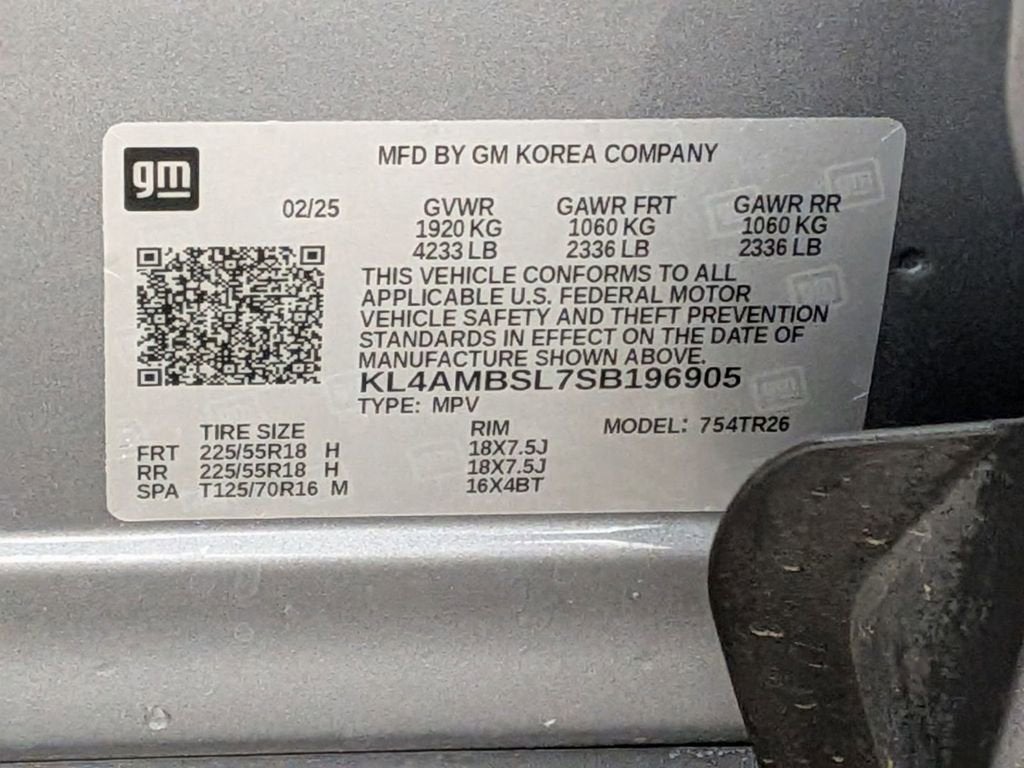 gm
MFD BY GM KOREA COMPANY
02/25 GVWR GAWR FRT GAWR RR
1920 KG 1060 KG 1060 KG
4233 LB 2336 LB 2336 LB
THIS VEHICLE CONFORMS TO ALL
APPLICABLE U.S. FEDERAL MOTOR
VEHICLE SAFETY AND THEFT PREVENTION
STANDARDS IN EFFECT ON THE DATE OF
MANUFACTURE SHOWN ABOVE.
KL4AMBSL7SB196905
TYPE: MPV
TIRE SIZE RIM MODEL: 754TR26
FRT 225/55R18 H 18X7.5J
RR 225/55R18 H 18X7.5J
SPA T125/70R16 M 16X4BT